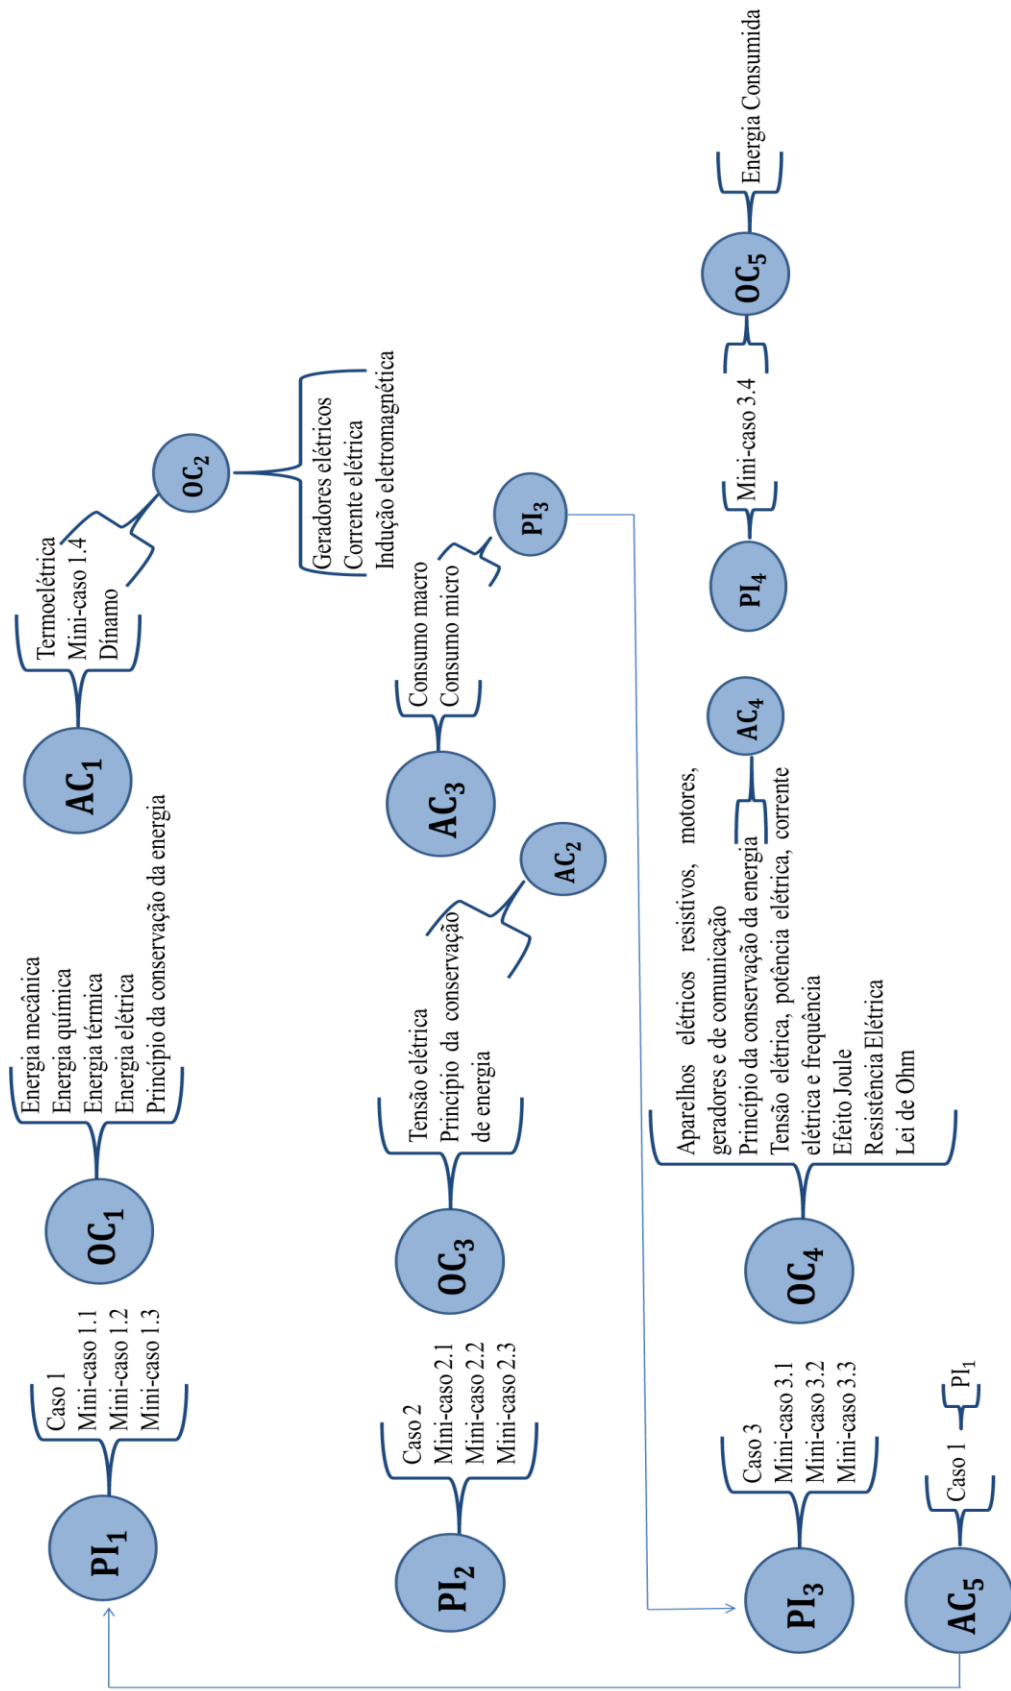 PI1
Caso 1
Mini-caso 1.1
Mini-caso 1.2
Mini-caso 1.3
OC1
Energia mecânica
Energia química
Energia térmica
Energia elétrica
Princípio da conservação da energia
AC1
Termoelétrica
Mini-caso 1.4
Dínamo
OC2
Geradores elétricos
Corrente elétrica
Indução eletromagnética
PI2
Caso 2
Mini-caso 2.1
Mini-caso 2.2
Mini-caso 2.3
OC3
Tensão elétrica
Princípio da conservação
de energia
AC2
AC3
Consumo macro
Consumo micro
PI3
PI3
Caso 3
Mini-caso 3.1
Mini-caso 3.2
Mini-caso 3.3
OC4
Aparelhos elétricos resistivos, motores,
geradores e de comunicação
Princípio da conservação da energia
Tensão elétrica, potência elétrica, corrente
elétrica e frequência
Efeito Joule
Resistência Elétrica
Lei de Ohm
AC4
PI4
Mini-caso 3.4
OC5
Energia Consumida
AC5
Caso 1
PI1